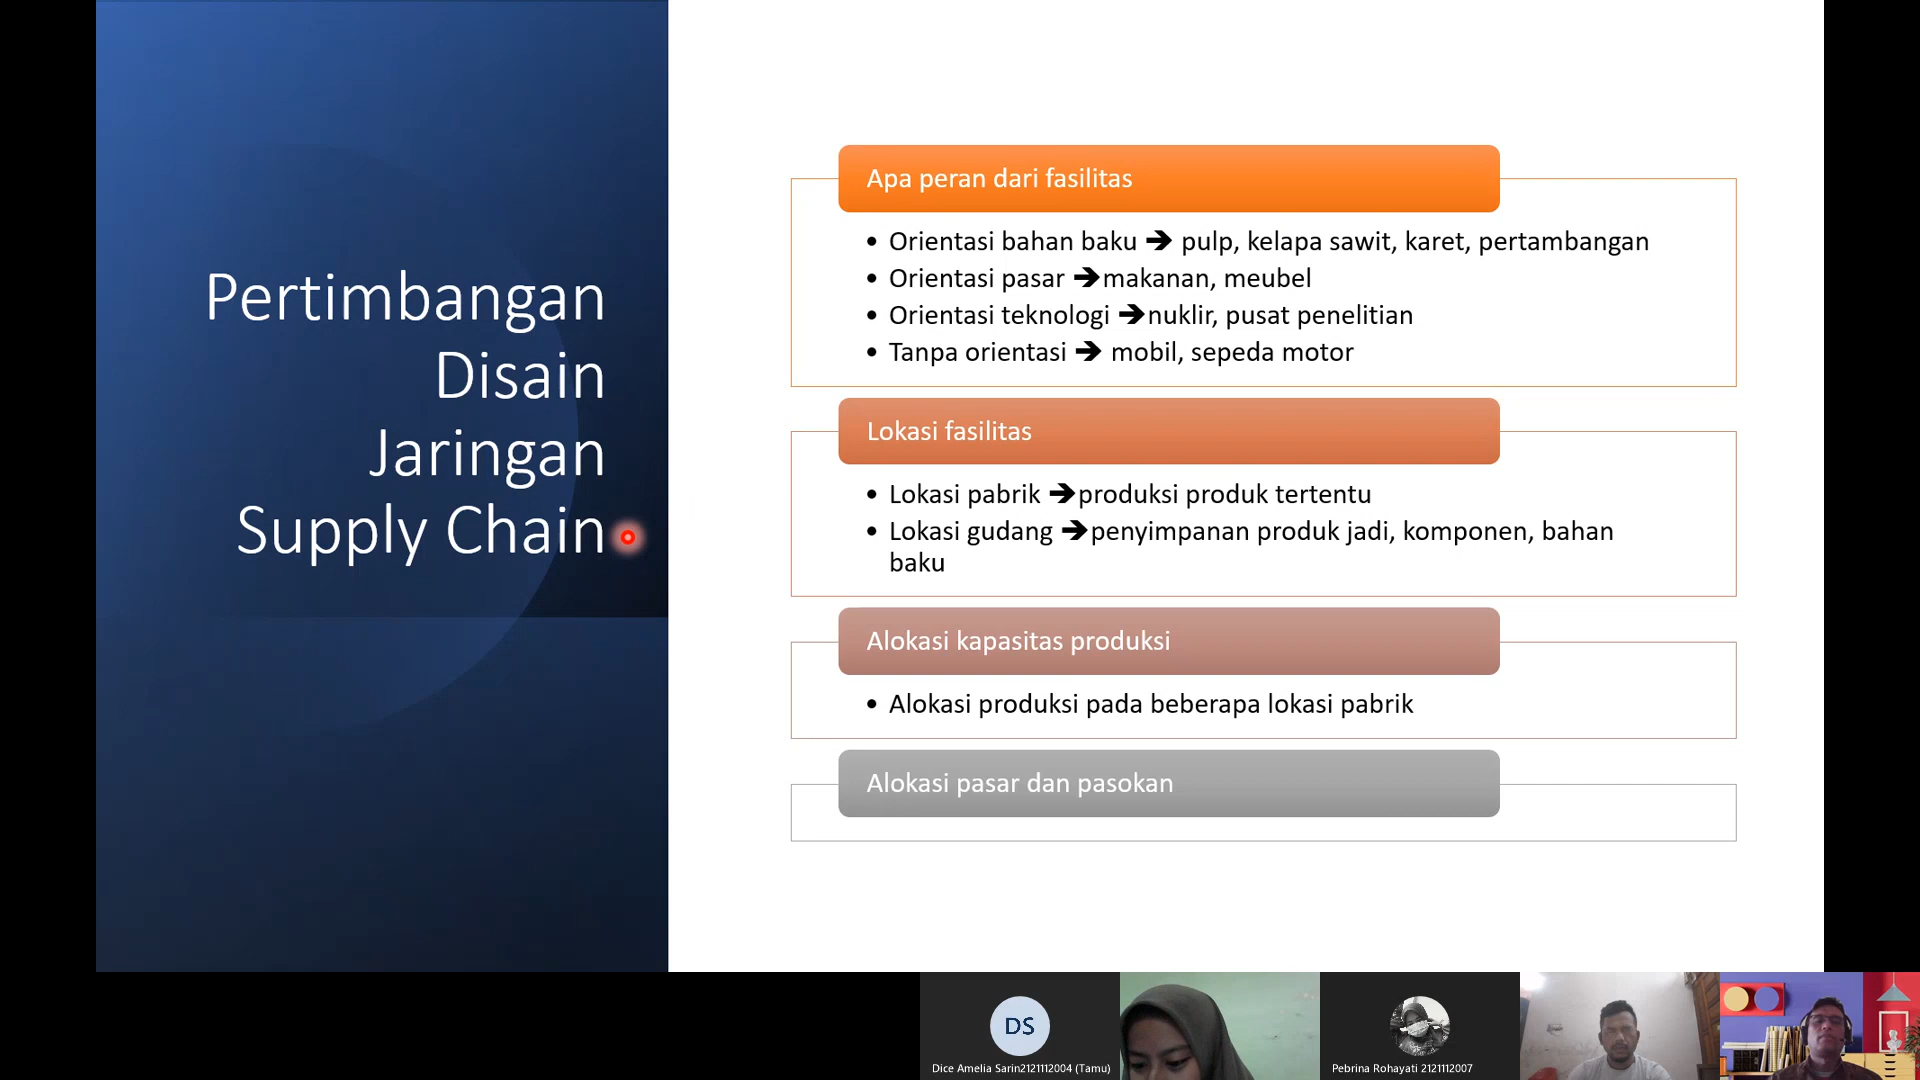 Pertimbangan
Disain
Jaringan
Supply Chain
Apa peran dari fasilitas
• Orientasi bahan baku ➔ pulp, kelapa sawit, karet, pertambangan
• Orientasi pasar ➔makanan, meubel
• Orientasi teknologi ➔nuklir, pusat penelitian
• Tanpa orientasi ➔ mobil, sepeda motor
Lokasi fasilitas
• Lokasi pabrik ➔produksi produk tertentu
• Lokasi gudang ➔penyimpanan produk jadi, komponen, bahan
baku
Alokasi kapasitas produksi
• Alokasi produksi pada beberapa lokasi pabrik
Alokasi pasar dan pasokan
DS
Dice Amelia Sarin2121112004 (Tamu)
Pebrina Rohayati 2121112007